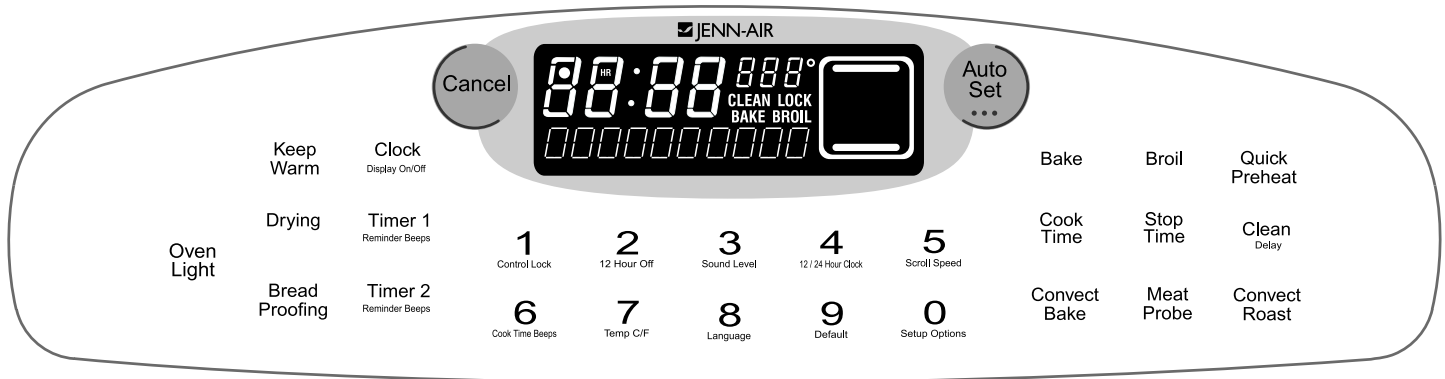 JENN-AIR
Cancel
88:88 888°
HR
CLEAN LOCK
BAKE BROIL
Auto
Set
Keep
Warm
Clock
Display On/Off
Drying
Timer 1
Reminder Beeps
Oven
Light
Bread
Proofing
Timer 2
Reminder Beeps
1
Control Lock
2
12 Hour Off
3
Sound Level
4
12 / 24 Hour Clock
5
Scroll Speed
6
Cook Time Beeps
7
Temp C/F
8
Language
9
Default
0
Setup Options
Bake
Broil
Quick
Preheat
Cook
Time
Stop
Time
Clean
Delay
Convect
Bake
Meat
Probe
Convect
Roast